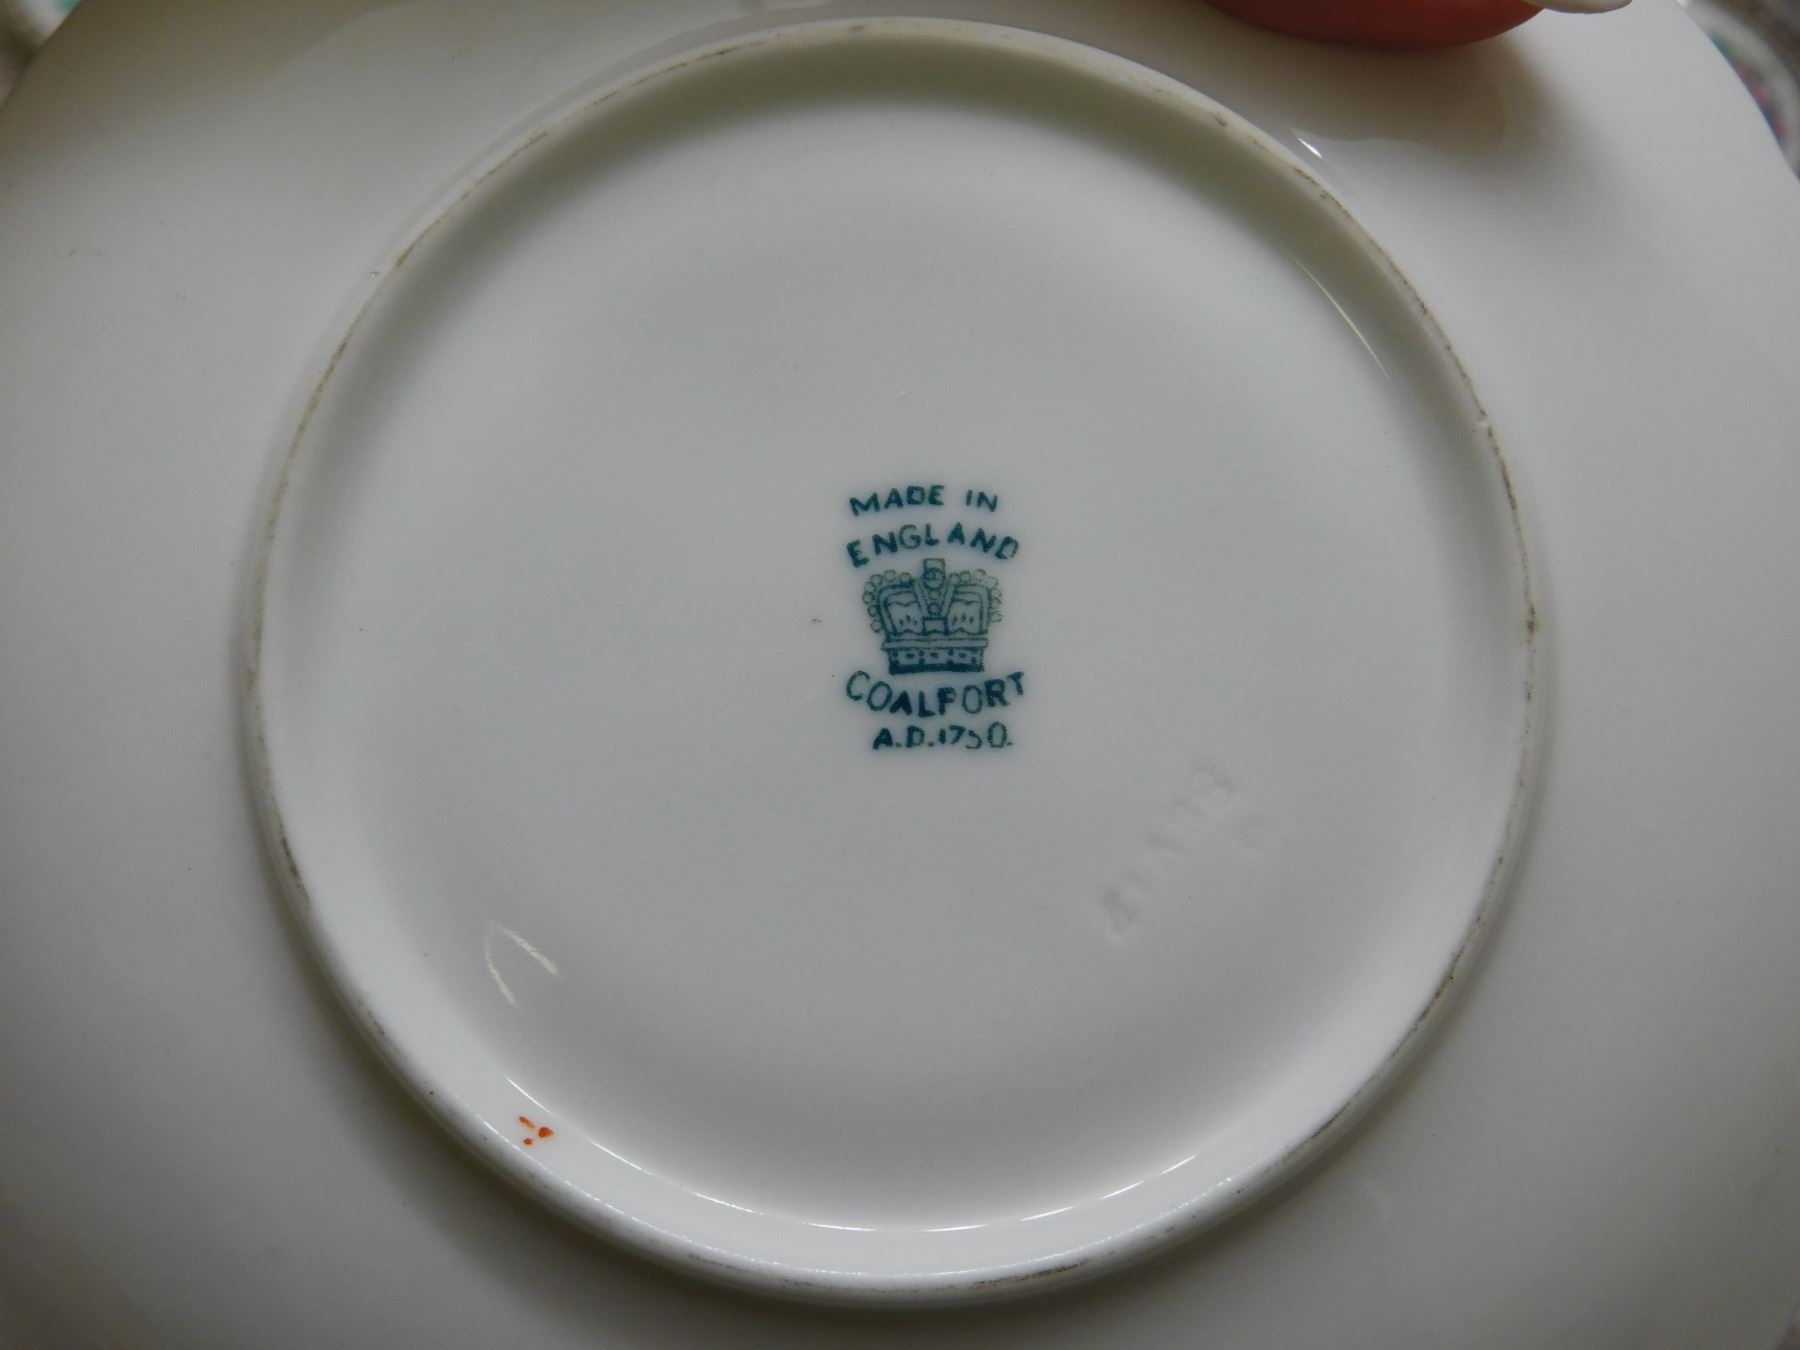 MADE IN
ENGLAND
COALPORT
A.D.1750.